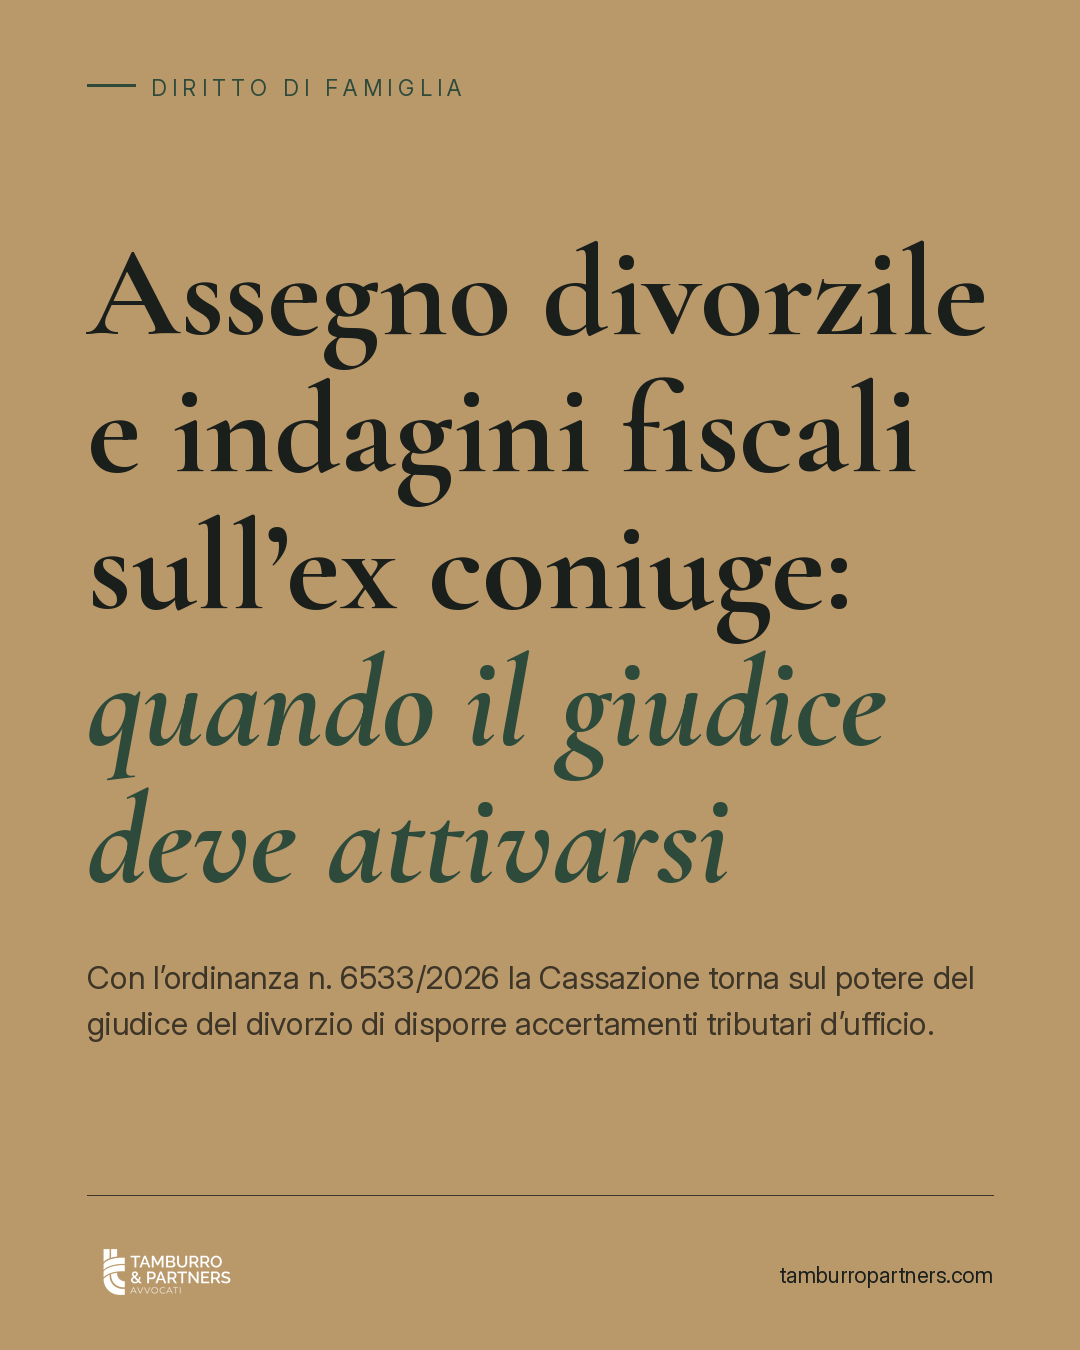 DIRITTO DI FAMIGLIA
Assegno divorzile
e indagini fiscali
sull’ex coniuge:
quando il giudice
deve attivarsi
Con l’ordinanza n. 6533/2026 la Cassazione torna sul potere del
giudice del divorzio di disporre accertamenti tributari d’ufficio.
TAMBURRO
& PARTNERS
AVVOCATI
tamburropartners.com